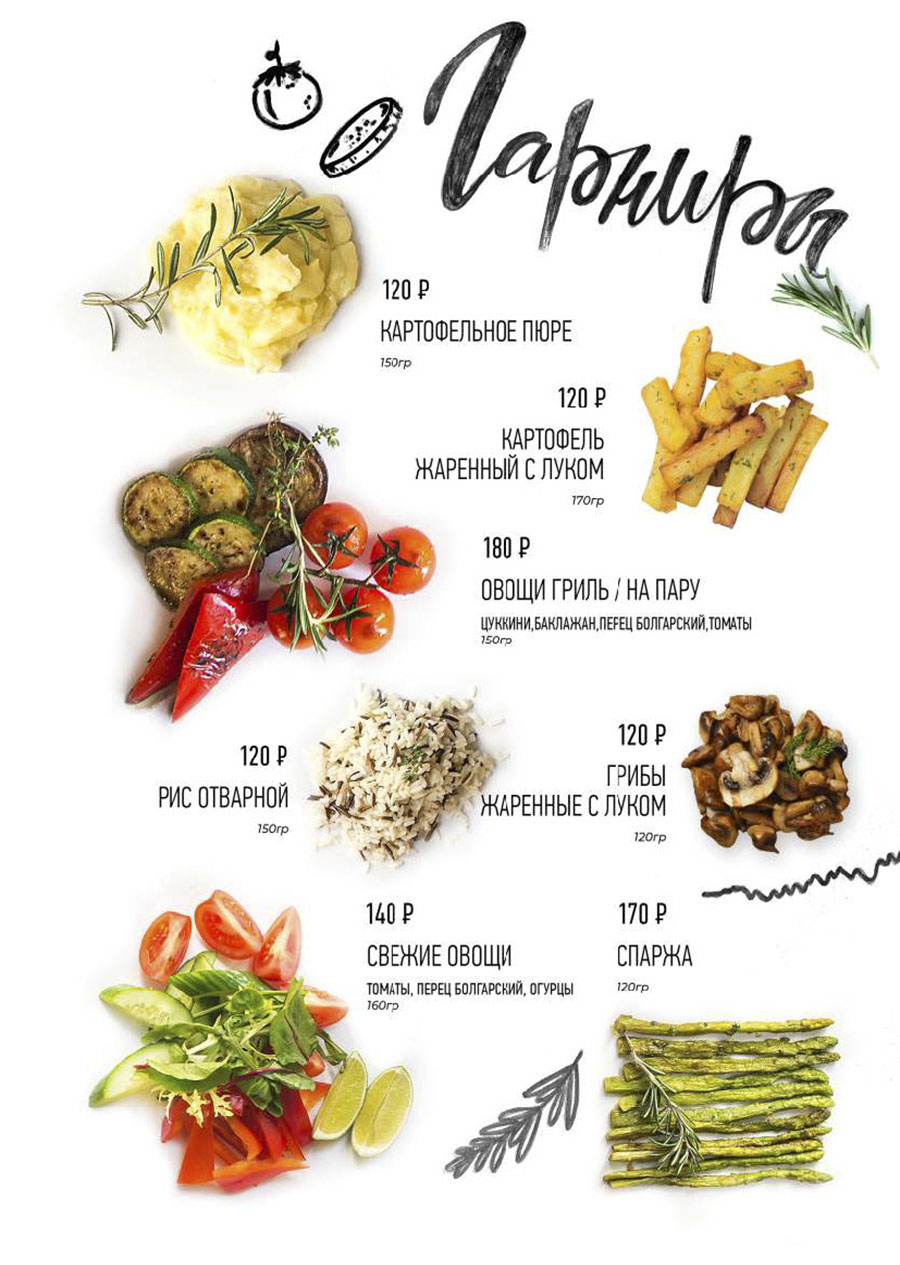 Гарниры
120 ₽
КАРТОФЕЛЬНОЕ ПЮРЕ
150гр
120 ₽
КАРТОФЕЛЬ
ЖАРЕННЫЙ С ЛУКОМ
170гр
180 ₽
ОВОЩИ ГРИЛЬ / НА ПАРУ
ЦУККИНИ,БАКЛАЖАН,ПЕРЕЦ БОЛГАРСКИЙ,ТОМАТЫ
150гр
120 ₽
РИС ОТВАРНОЙ
150гр
120 ₽
ГРИБЫ
ЖАРЕННЫЕ С ЛУКОМ
120гр
140 ₽
СВЕЖИЕ ОВОЩИ
ТОМАТЫ, ПЕРЕЦ БОЛГАРСКИЙ, ОГУРЦЫ
160гр
170 ₽
СПАРЖА
120гр